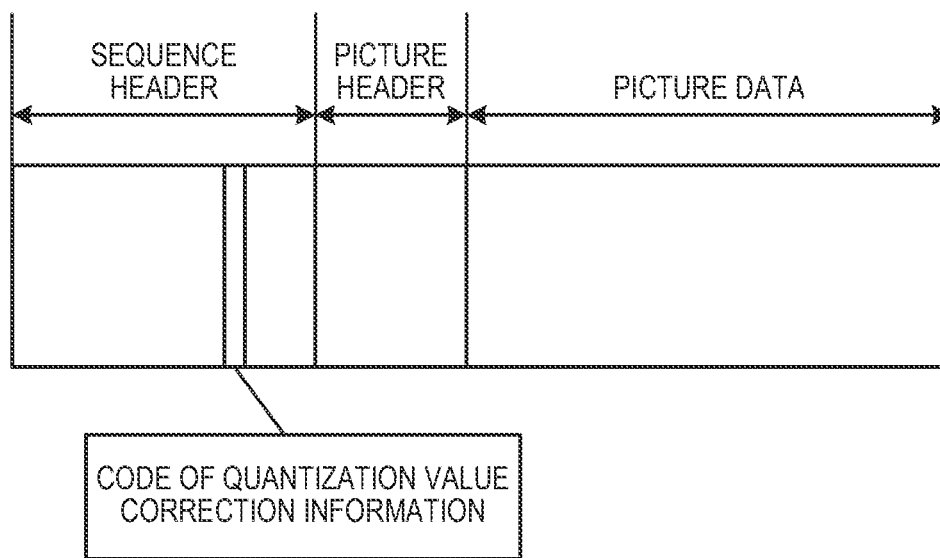 SEQUENCE
HEADER
PICTURE
HEADER
PICTURE DATA
CODE OF QUANTIZATION VALUE
CORRECTION INFORMATION